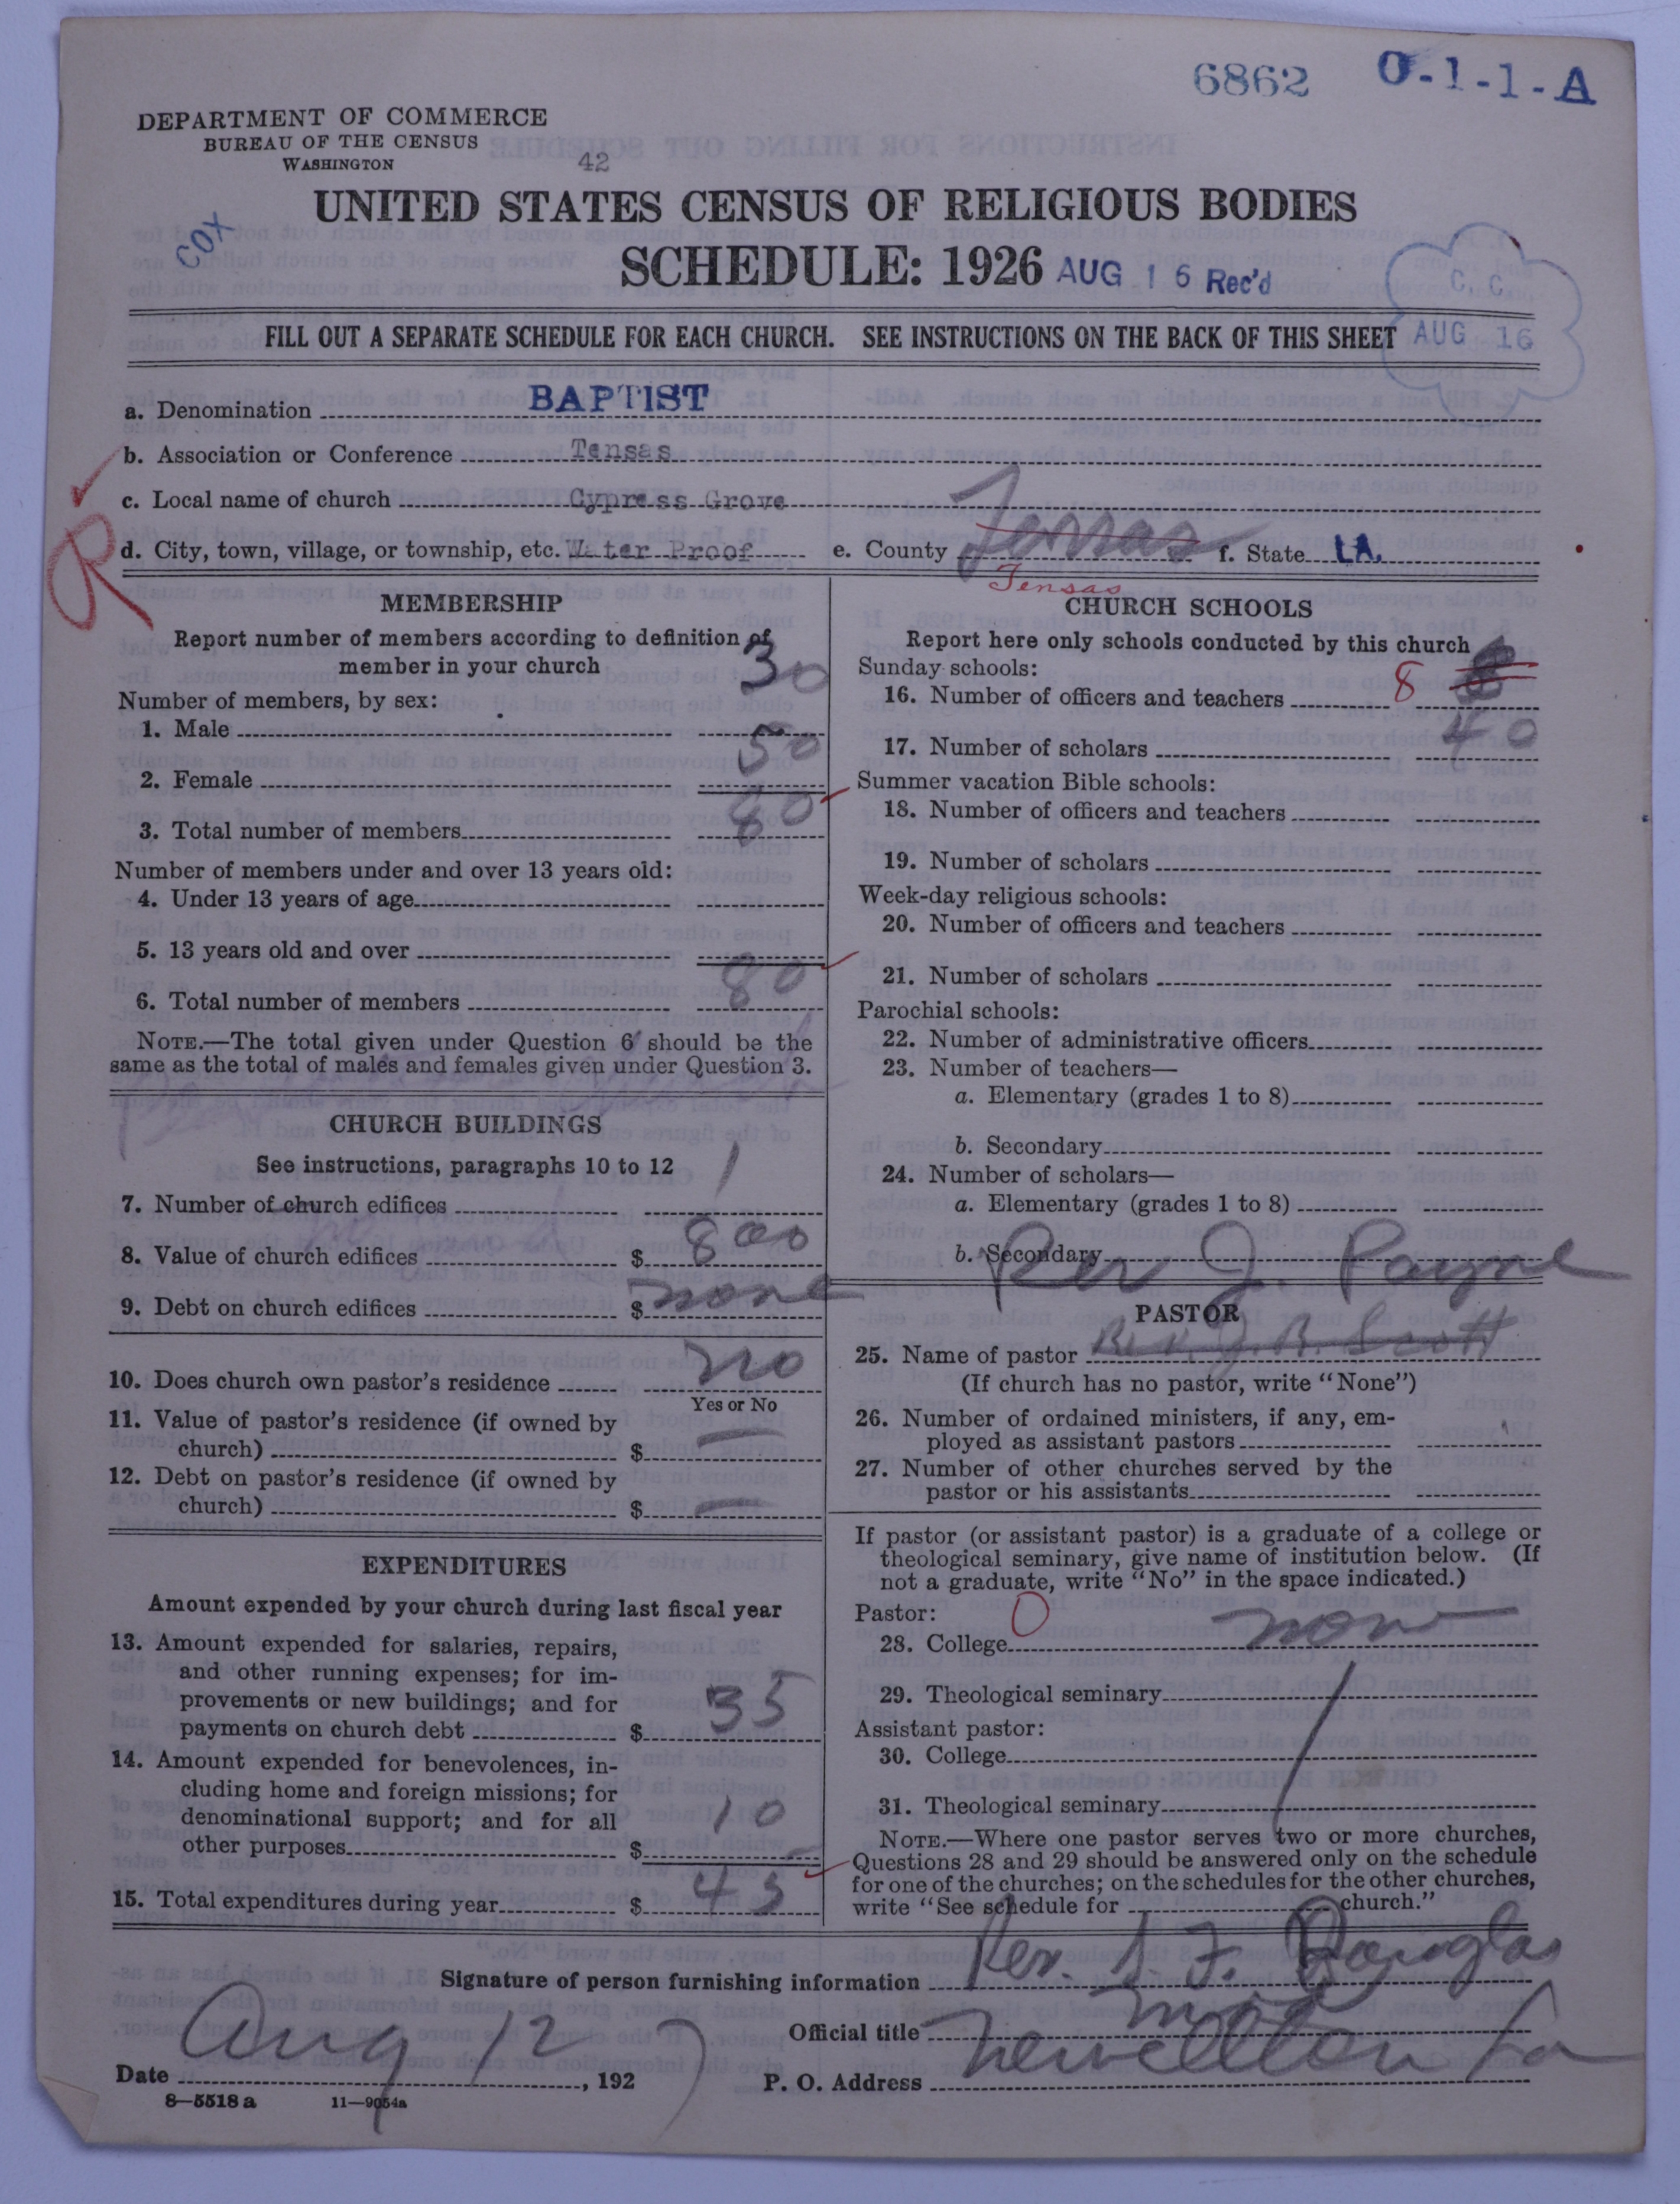 6862 O-1-1-A
DEPARTMENT OF COMMERCE
BUREAU OF THE CENSUS
WASHINGTON
42
COX
UNITED STATES CENSUS OF RELIGIOUS BODIES
SCHEDULE: 1926 AUG 16 Rec'd
C. C
AUG 16
FILL OUT A SEPARATE SCHEDULE FOR EACH CHURCH. SEE INSTRUCTIONS ON THE BACK OF THIS SHEET
a. Denomination BAPTIST
b. Association or Conference Tensas
c. Local name of church Cypress Grove
d. City, town, village, or township, etc. Water Proof e. County Tensas f. State LA.
Tensas
R
MEMBERSHIP
Report number of members according to definition of
member in your church
Number of members, by sex:
1. Male 30
2. Female 50
3. Total number of members 80
Number of members under and over 13 years old:
4. Under 13 years of age
5. 13 years old and over
6. Total number of members 80
NOTE.—The total given under Question 6 should be the
same as the total of males and females given under Question 3.
CHURCH BUILDINGS
See instructions, paragraphs 10 to 12
7. Number of church edifices 1
8. Value of church edifices $ 800
9. Debt on church edifices $ none
10. Does church own pastor's residence no
Yes or No
11. Value of pastor's residence (if owned by
church) $ —
12. Debt on pastor's residence (if owned by
church) $ —
EXPENDITURES
Amount expended by your church during last fiscal year
13. Amount expended for salaries, repairs,
and other running expenses; for im-
provements or new buildings; and for
payments on church debt $ 35
14. Amount expended for benevolences, in-
cluding home and foreign missions; for
denominational support; and for all
other purposes $ 10
15. Total expenditures during year $ 45
CHURCH SCHOOLS
Report here only schools conducted by this church
Sunday schools:
16. Number of officers and teachers 8
17. Number of scholars 40
Summer vacation Bible schools:
18. Number of officers and teachers
19. Number of scholars
Week-day religious schools:
20. Number of officers and teachers
21. Number of scholars
Parochial schools:
22. Number of administrative officers
23. Number of teachers—
a. Elementary (grades 1 to 8)
b. Secondary
24. Number of scholars—
a. Elementary (grades 1 to 8)
b. Secondary
Rev J. Payne
PASTOR
25. Name of pastor Rev. J. R. Scott
(If church has no pastor, write "None")
26. Number of ordained ministers, if any, em-
ployed as assistant pastors
27. Number of other churches served by the
pastor or his assistants
If pastor (or assistant pastor) is a graduate of a college or
theological seminary, give name of institution below. (If
not a graduate, write "No" in the space indicated.)
Pastor: 0
28. College non
29. Theological seminary
Assistant pastor:
30. College
31. Theological seminary
NOTE.—Where one pastor serves two or more churches,
Questions 28 and 29 should be answered only on the schedule
for one of the churches; on the schedules for the other churches,
write "See schedule for church."
Signature of person furnishing information Rev. S. F. Douglas
Official title Mod
Date Aug 12, 1927 P. O. Address Newellton La
8—5518 a 11—9054a